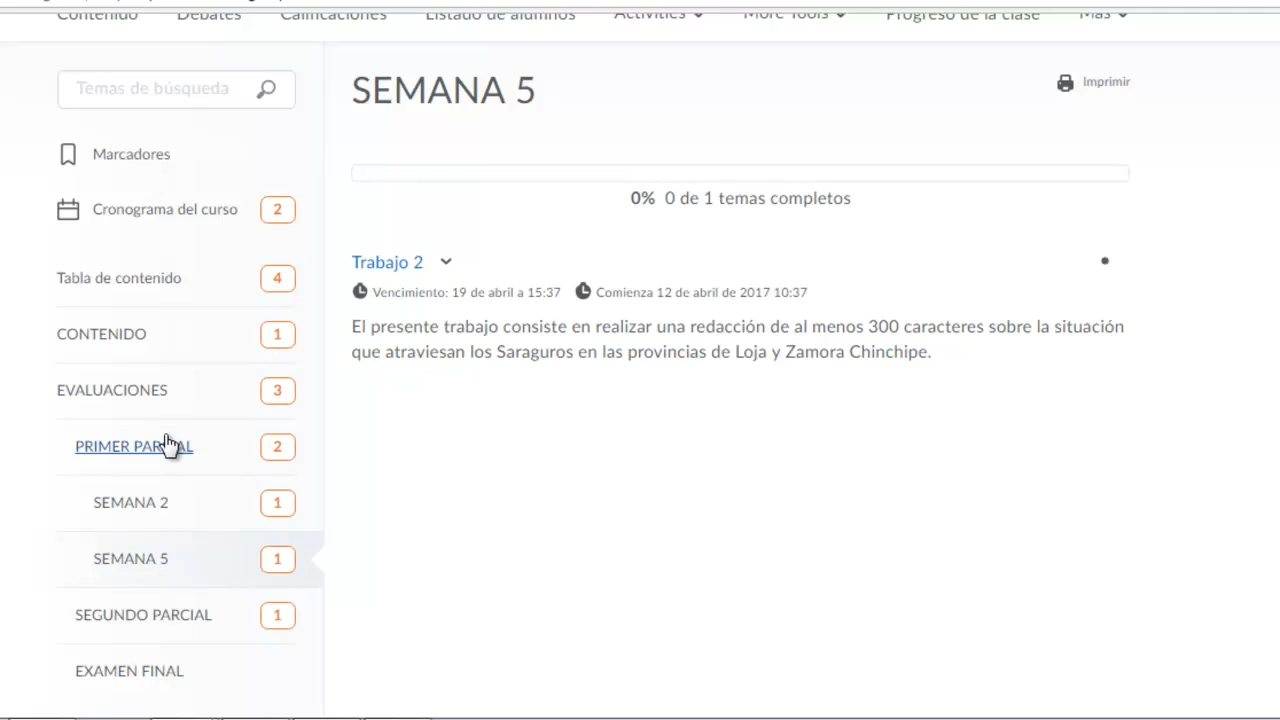 Contenido Debates Calificaciones Listado de alumnos Activities More Tools Progreso de la clase Más
Temas de búsqueda
SEMANA 5
Imprimir
Marcadores
Cronograma del curso 2
0% 0 de 1 temas completos
Tabla de contenido 4
Trabajo 2
Vencimiento: 19 de abril a 15:37 Comienza 12 de abril de 2017 10:37
El presente trabajo consiste en realizar una redacción de al menos 300 caracteres sobre la situación
que atraviesan los Saraguros en las provincias de Loja y Zamora Chinchipe.
CONTENIDO 1
EVALUACIONES 3
PRIMER PARCIAL 2
SEMANA 2 1
SEMANA 5 1
SEGUNDO PARCIAL 1
EXAMEN FINAL